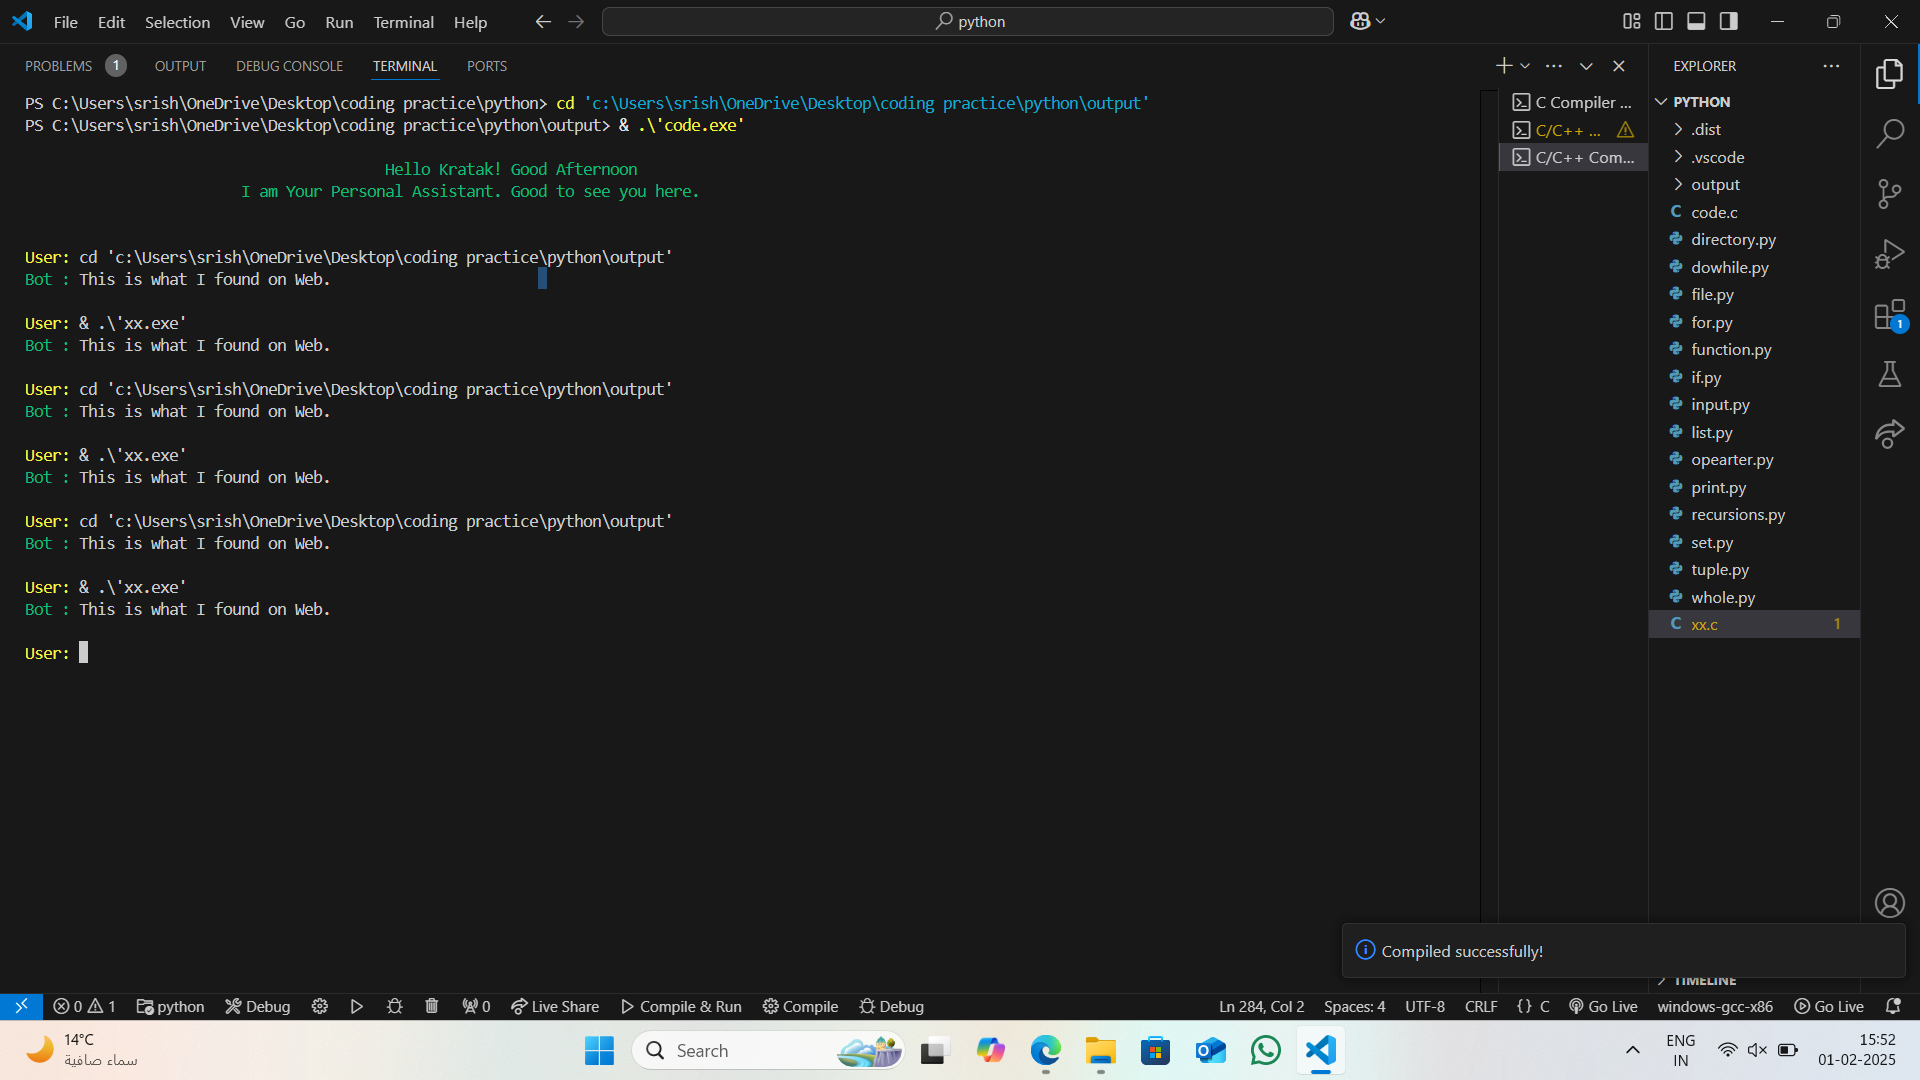 File Edit Selection View Go Run Terminal Help
python
PROBLEMS 1 OUTPUT DEBUG CONSOLE TERMINAL PORTS
PS C:\Users\srish\OneDrive\Desktop\coding practice\python> cd 'c:\Users\srish\OneDrive\Desktop\coding practice\python\output'
PS C:\Users\srish\OneDrive\Desktop\coding practice\python\output> & .\'code.exe'
Hello Kratak! Good Afternoon
I am Your Personal Assistant. Good to see you here.
User: cd 'c:\Users\srish\OneDrive\Desktop\coding practice\python\output'
Bot : This is what I found on Web.
User: & .\'xx.exe'
Bot : This is what I found on Web.
User: cd 'c:\Users\srish\OneDrive\Desktop\coding practice\python\output'
Bot : This is what I found on Web.
User: & .\'xx.exe'
Bot : This is what I found on Web.
User: cd 'c:\Users\srish\OneDrive\Desktop\coding practice\python\output'
Bot : This is what I found on Web.
User: & .\'xx.exe'
Bot : This is what I found on Web.
User:
C Compiler ...
C/C++ ...
C/C++ Com...
EXPLORER
PYTHON
.dist
.vscode
output
C code.c
directory.py
dowhile.py
file.py
for.py
function.py
if.py
input.py
list.py
opearter.py
print.py
recursions.py
set.py
tuple.py
whole.py
C xx.c 1
1
Compiled successfully!
TIMELINE
0 1 python Debug 0 Live Share Compile & Run Compile Debug
Ln 284, Col 2 Spaces: 4 UTF-8 CRLF {} C Go Live windows-gcc-x86 Go Live
14°C
سماء صافية
Search
ENG
IN
15:52
01-02-2025